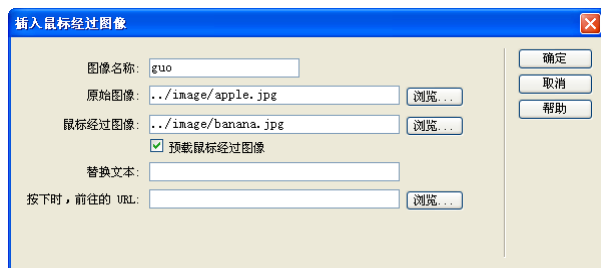 插入鼠标经过图像
图像名称: guo
原始图像: ../image/apple.jpg 浏览...
鼠标经过图像: ../image/banana.jpg 浏览...
预载鼠标经过图像
替换文本:
按下时，前往的 URL: 浏览...
确定
取消
帮助